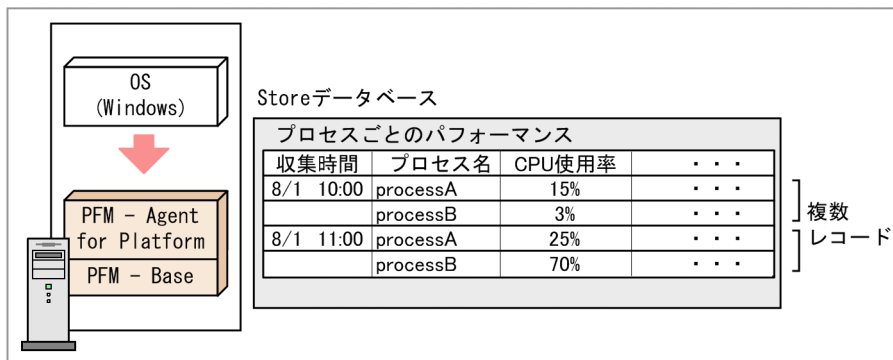 OS
(Windows)
PFM - Agent
for Platform
PFM - Base
Storeデータベース
プロセスごとのパフォーマンス
収集時間 プロセス名 CPU使用率 ・・・
8/1 10:00 processA 15% ・・・
processB 3% ・・・
8/1 11:00 processA 25% ・・・
processB 70% ・・・
複数
レコード